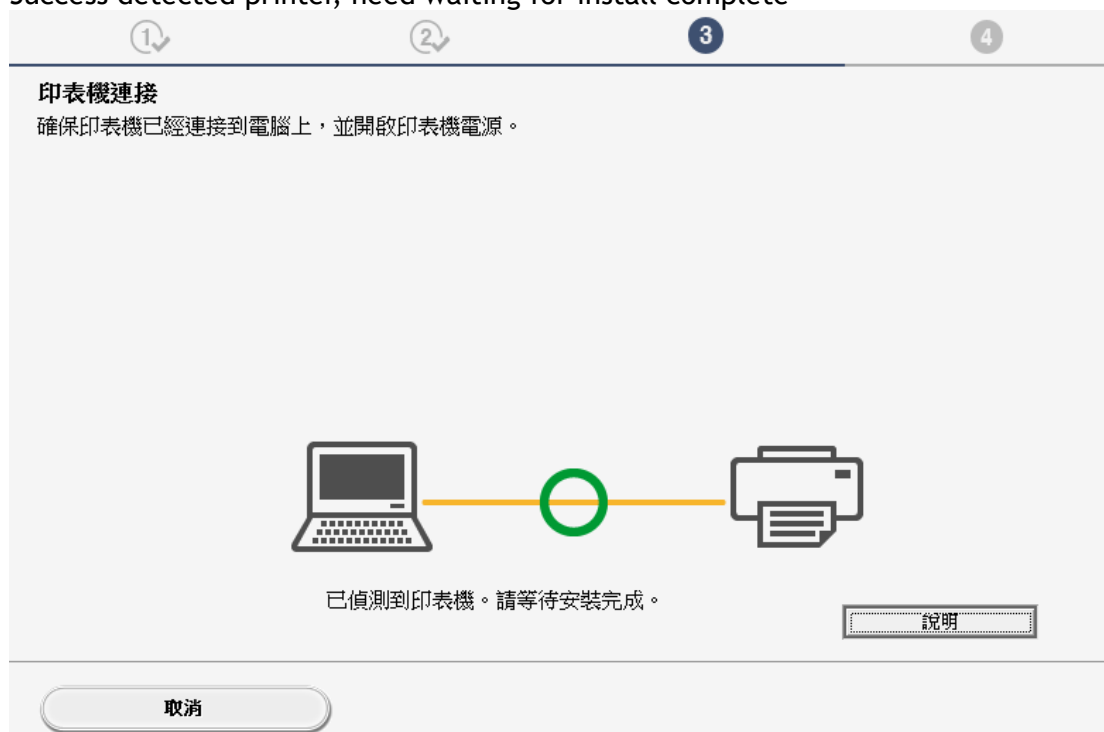 Success detected printer, need waiting for install complete
1 2 3 4
印表機連接
確保印表機已經連接到電腦上，並開啟印表機電源。
已偵測到印表機。請等待安裝完成。
說明
取消